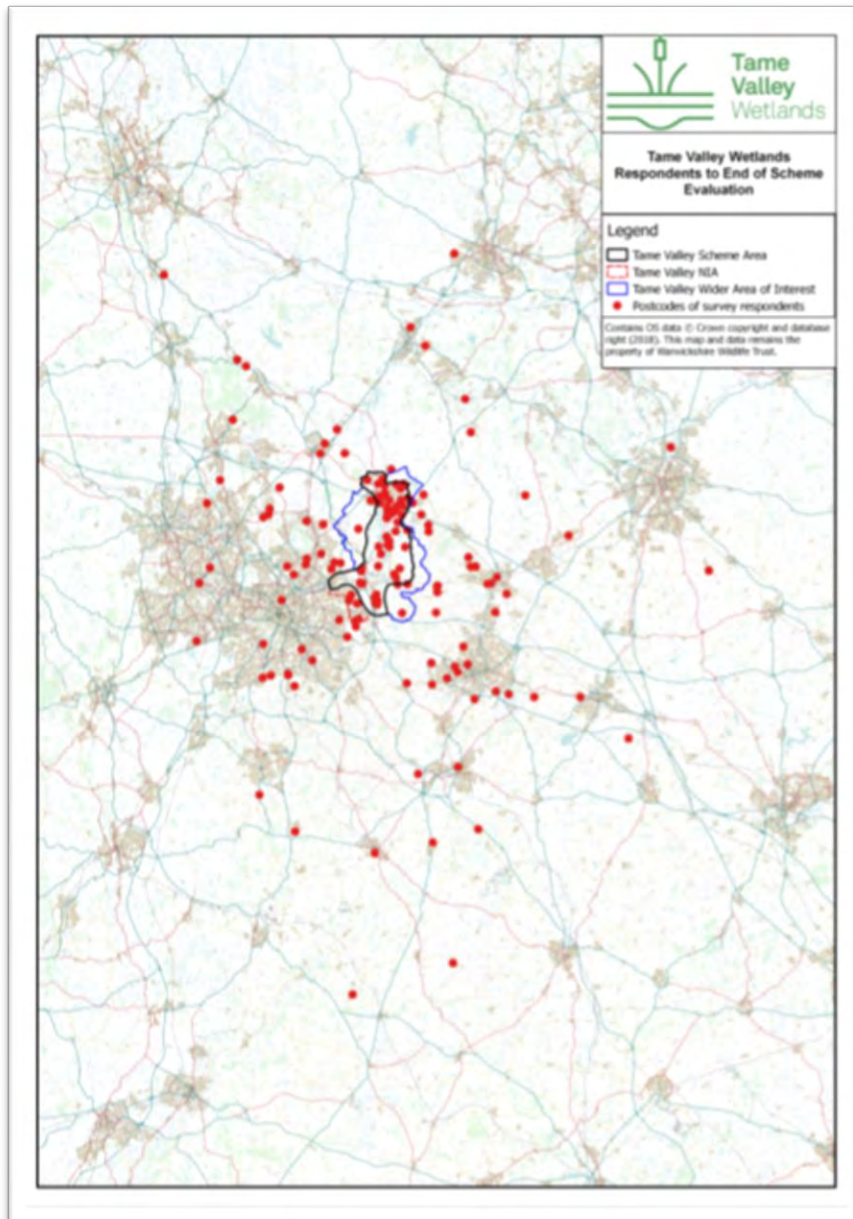 Tame
Valley
Wetlands
Tame Valley Wetlands
Respondents to End of Scheme
Evaluation
Legend
Tame Valley Scheme Area
Tame Valley NIA
Tame Valley Wider Area of Interest
Postcodes of survey respondents
Contains OS data © Crown copyright and database
right (2018). This map and data remains the
property of Warwickshire Wildlife Trust.